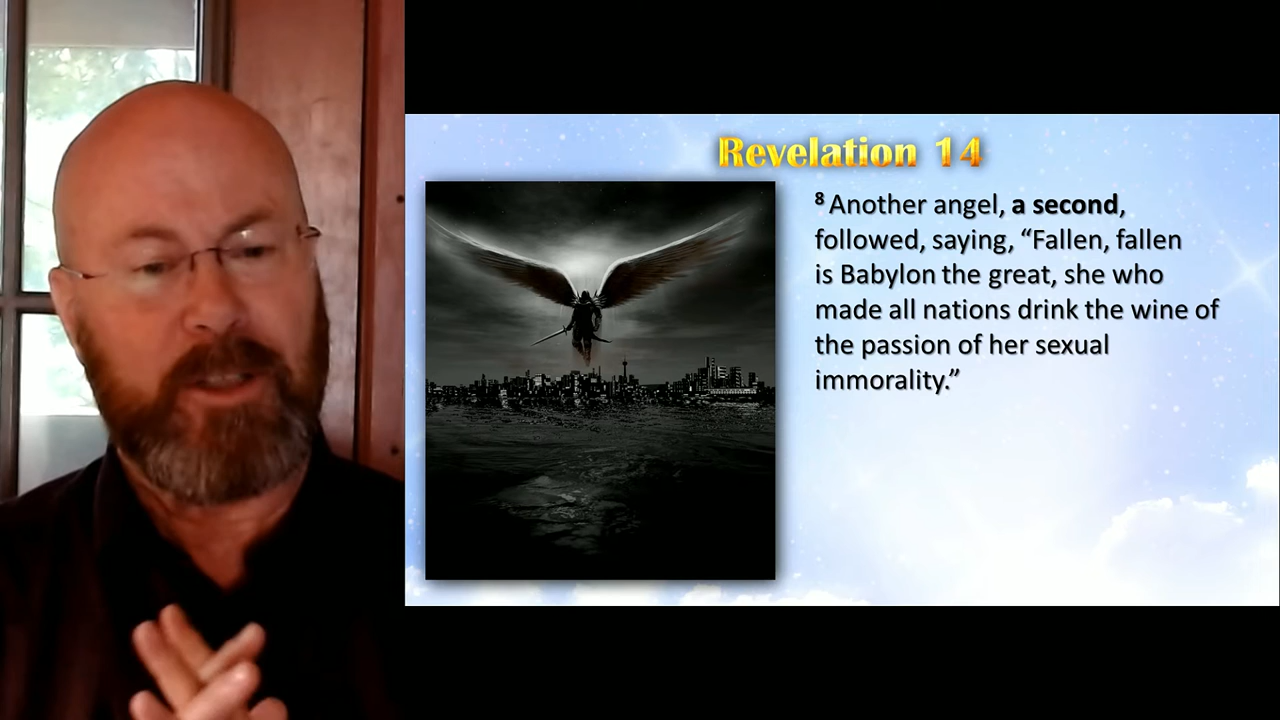 Revelation 14
8 Another angel, a second,
followed, saying, “Fallen, fallen
is Babylon the great, she who
made all nations drink the wine of
the passion of her sexual
immorality.”